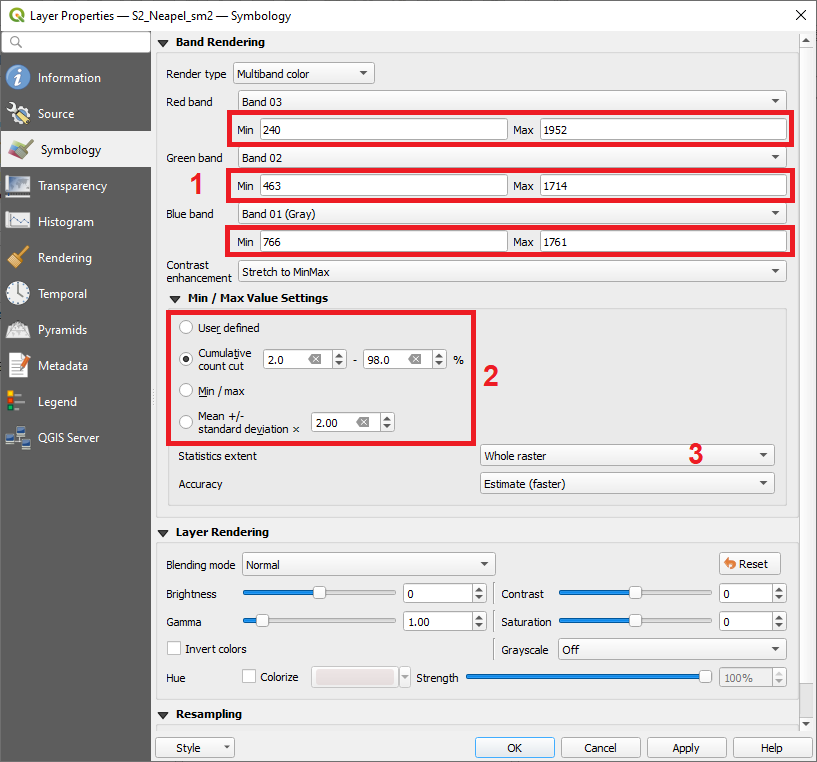 Layer Properties — S2_Neapel_sm2 — Symbology
Information
Source
Symbology
Transparency
Histogram
Rendering
Temporal
Pyramids
Metadata
Legend
QGIS Server
Band Rendering
Render type Multiband color
Red band Band 03
Min 240 Max 1952
Green band Band 02
1 Min 463 Max 1714
Blue band Band 01 (Gray)
Min 766 Max 1761
Contrast
enhancement Stretch to MinMax
Min / Max Value Settings
User defined
Cumulative
count cut 2.0 - 98.0 %
2
Min / max
Mean +/-
standard deviation × 2.00
Statistics extent Whole raster 3
Accuracy Estimate (faster)
Layer Rendering
Blending mode Normal Reset
Brightness 0 Contrast 0
Gamma 1.00 Saturation 0
Invert colors Grayscale Off
Hue Colorize Strength 100%
Resampling
Style OK Cancel Apply Help